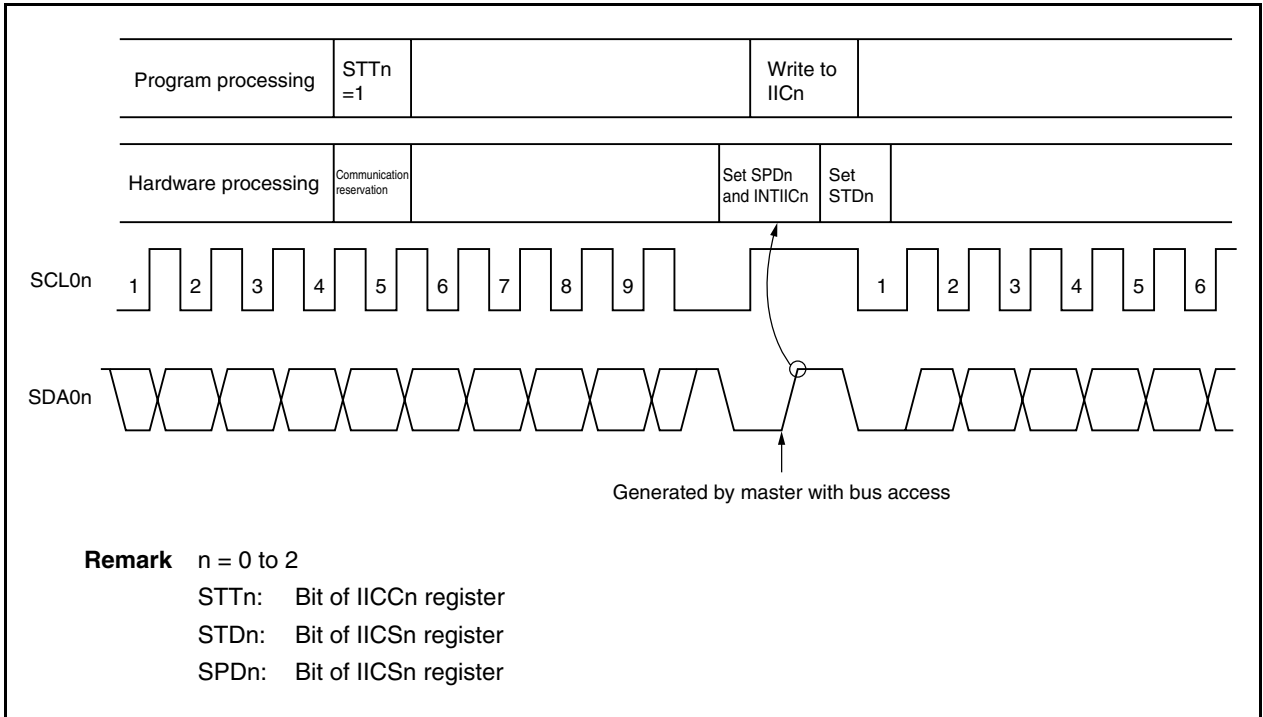 Program processing
STTn
=1
Write to
IICn
Hardware processing
Communication
reservation
Set SPDn
and INTIICn
Set
STDn
SCL0n
1 2 3 4 5 6 7 8 9 1 2 3 4 5 6
SDA0n
Generated by master with bus access
Remark n = 0 to 2
STTn: Bit of IICCn register
STDn: Bit of IICSn register
SPDn: Bit of IICSn register